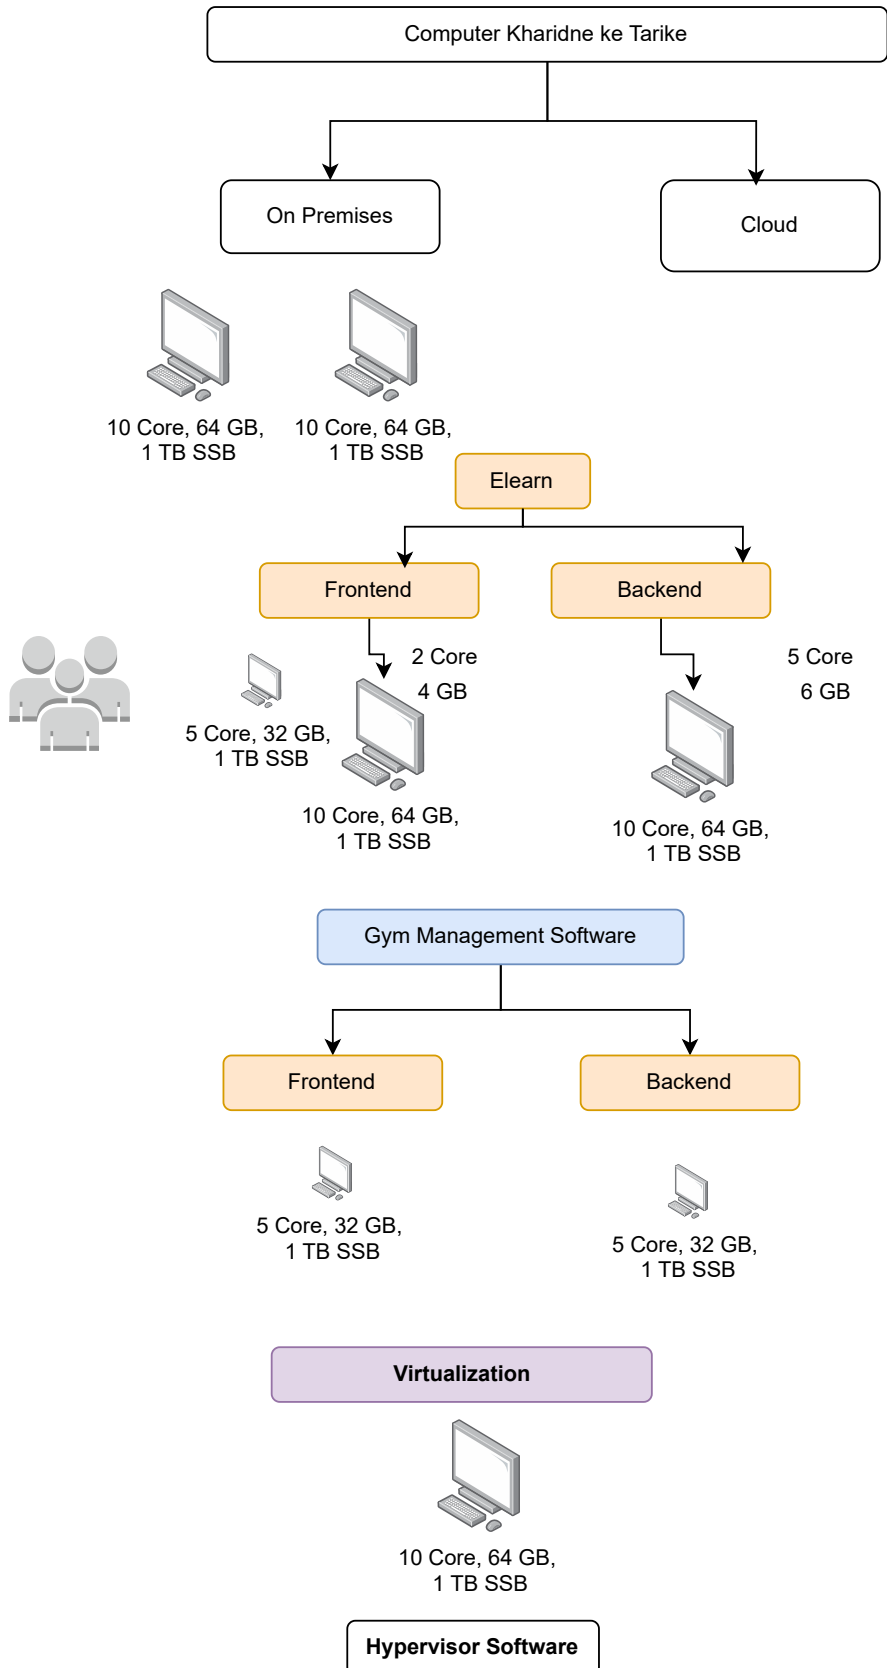 Computer Kharidne ke Tarike
On Premises
Cloud
10 Core, 64 GB,
1 TB SSB
10 Core, 64 GB,
1 TB SSB
Elearn
Frontend
Backend
2 Core
4 GB
5 Core
6 GB
5 Core, 32 GB,
1 TB SSB
10 Core, 64 GB,
1 TB SSB
10 Core, 64 GB,
1 TB SSB
Gym Management Software
Frontend
Backend
5 Core, 32 GB,
1 TB SSB
5 Core, 32 GB,
1 TB SSB
Virtualization
10 Core, 64 GB,
1 TB SSB
Hypervisor Software